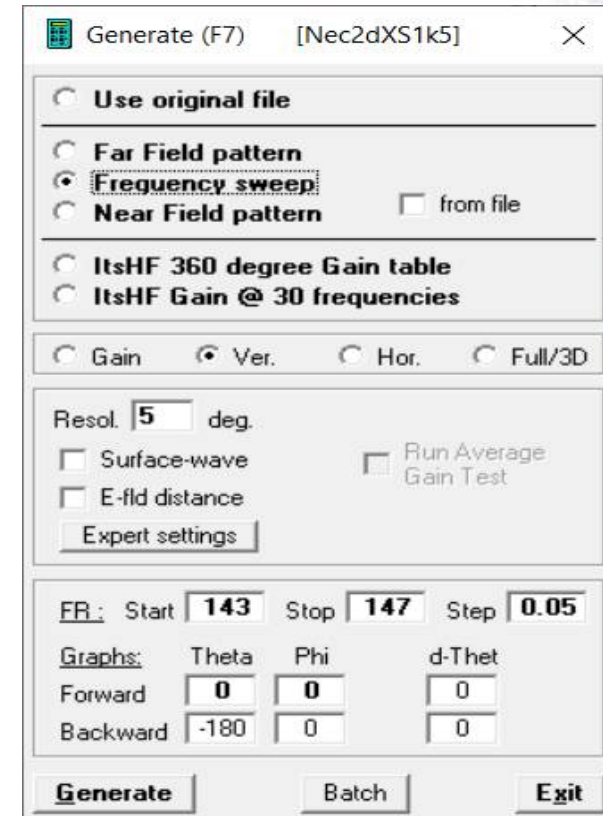 Generate (F7) [Nec2dXS1k5]
Use original file
Far Field pattern
Frequency sweep
Near Field pattern
from file
ItsHF 360 degree Gain table
ItsHF Gain @ 30 frequencies
Gain Ver. Hor. Full/3D
Resol. 5 deg.
Surface-wave
Run Average
Gain Test
E-fld distance
Expert settings
FR : Start 143 Stop 147 Step 0.05
Graphs: Theta Phi d-Thet
Forward 0 0 0
Backward -180 0 0
Generate Batch Exit